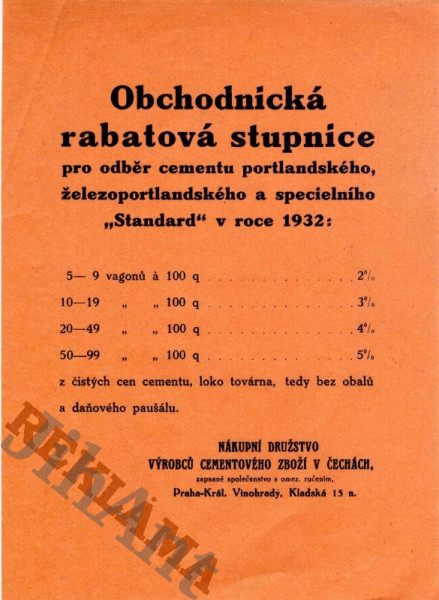 Obchodnická
rabatová stupnice
pro odběr cementu portlandského,
železoportlandského a specielního
„Standard“ v roce 1932:
5— 9 vagonů à 100 q . . . . . . . . . . . . . . . . . 2%
10—19 „ „ 100 q . . . . . . . . . . . . . . . . . 3%
20—49 „ „ 100 q . . . . . . . . . . . . . . . . . 4%
50—99 „ „ 100 q . . . . . . . . . . . . . . . . . 5%
z čistých cen cementu, loko továrna, tedy bez obalů
a daňového paušálu.
NÁKUPNÍ DRUŽSTVO
VÝROBCŮ CEMENTOVÉHO ZBOŽÍ V ČECHÁCH,
zapsané společenstvo s omez. ručením,
Praha-Král. Vinohrady, Kladská 15 n.
REKLAMA